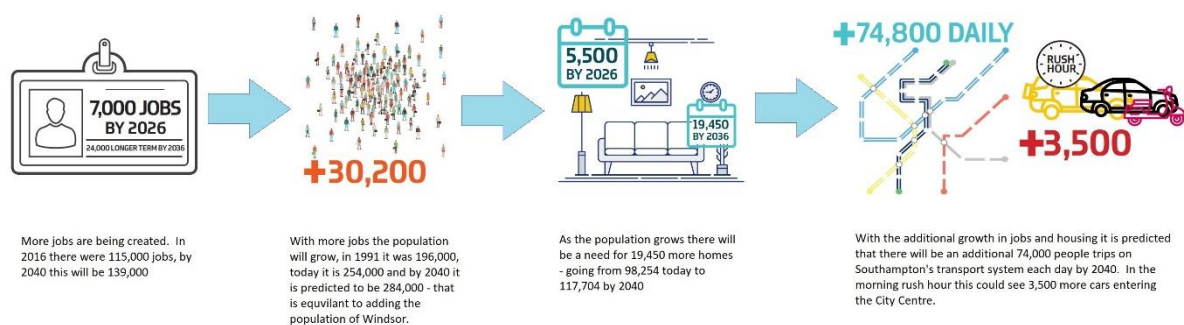 7,000 JOBS
BY 2026
24,000 LONGER TERM BY 2036
+30,200
5,500
BY 2026
19,450
BY 2036
+74,800 DAILY
RUSH
HOUR
+3,500
More jobs are being created.  In
2016 there were 115,000 jobs, by
2040 this will be 139,000
With more jobs the population
will grow, in 1991 it was 196,000,
today it is 254,000 and by 2040 it
is predicted to be 284,000 - that
is equvilant to adding the
population of Windsor.
As the population grows there will
be a need for 19,450 more homes
- going from 98,254 today to
117,704 by 2040
With the additional growth in jobs and housing it is predicted
that there will be an additional 74,000 people trips on
Southampton's transport system each day by 2040.  In the
morning rush hour this could see 3,500 more cars entering
the City Centre.